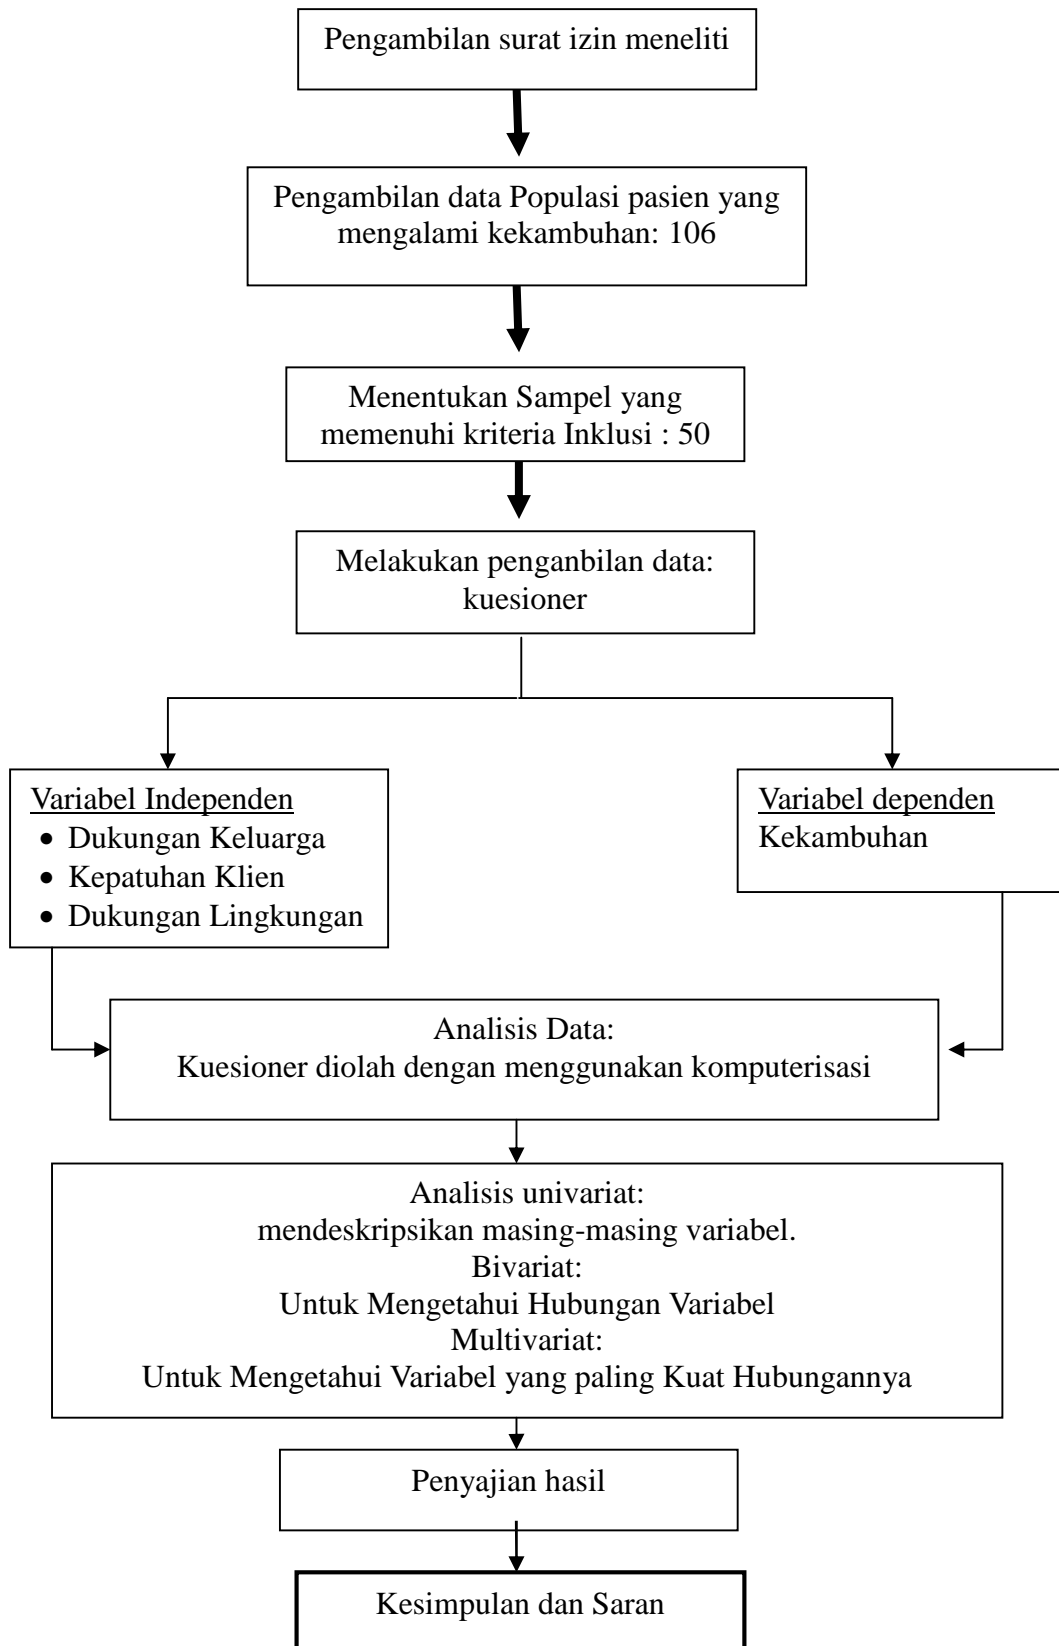 Pengambilan surat izin meneliti
Pengambilan data Populasi pasien yang
mengalami kekambuhan: 106
Menentukan Sampel yang
memenuhi kriteria Inklusi : 50
Melakukan penganbilan data:
kuesioner
Variabel Independen
• Dukungan Keluarga
• Kepatuhan Klien
• Dukungan Lingkungan
Variabel dependen
Kekambuhan
Analisis Data:
Kuesioner diolah dengan menggunakan komputerisasi
Analisis univariat:
mendeskripsikan masing-masing variabel.
Bivariat:
Untuk Mengetahui Hubungan Variabel
Multivariat:
Untuk Mengetahui Variabel yang paling Kuat Hubungannya
Penyajian hasil
Kesimpulan dan Saran